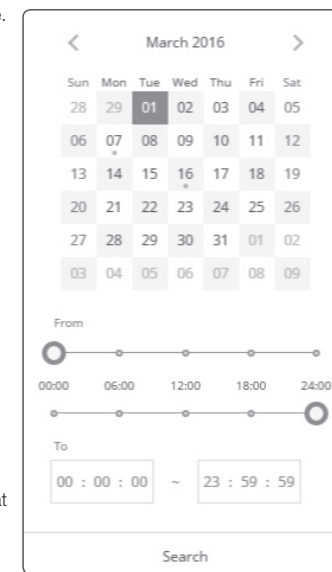 March 2016
Sun Mon Tue Wed Thu Fri Sat
28 29 01 02 03 04 05
06 07 08 09 10 11 12
13 14 15 16 17 18 19
20 21 22 23 24 25 26
27 28 29 30 31 01 02
03 04 05 06 07 08 09
From
00:00 06:00 12:00 18:00 24:00
To
00 : 00 : 00 ~ 23 : 59 : 59
Search